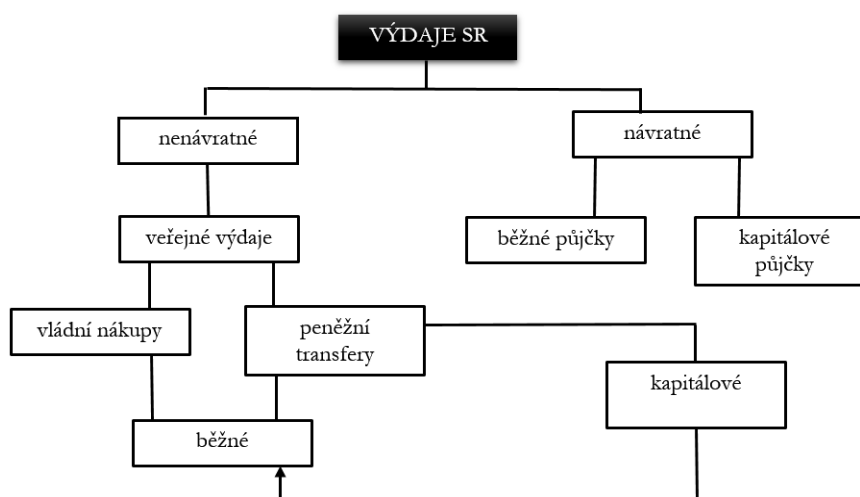 VÝDAJE SR
nenávratné
návratné
veřejné výdaje
běžné půjčky
kapitálové
půjčky
vládní nákupy
peněžní
transfery
kapitálové
běžné